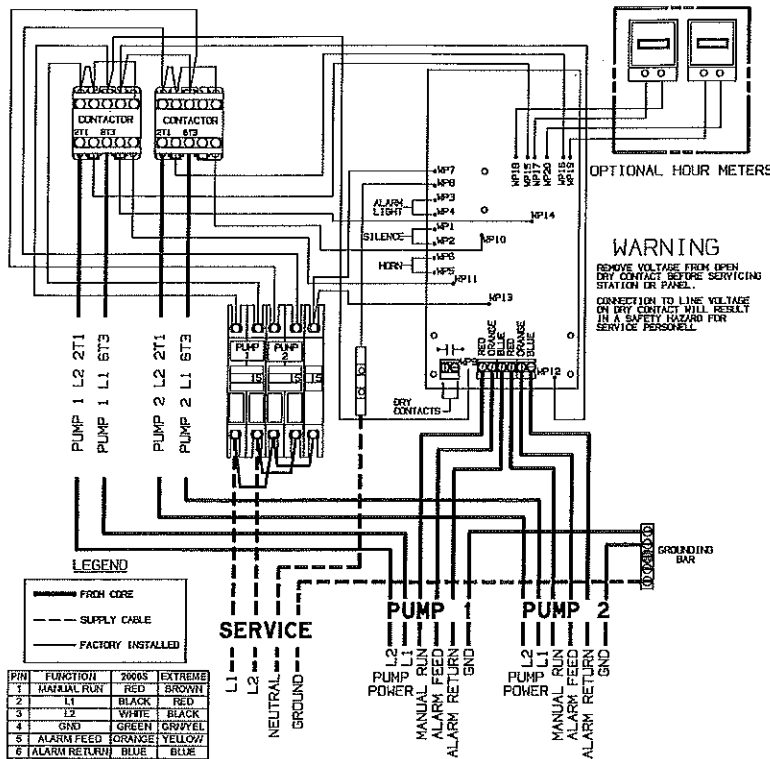 CONTACTOR
2T1 6T3
CONTACTOR
2T1 6T3
OPTIONAL HOUR METERS
WP18
WP15
WP17
WP20
WP16
WP19
WP7
WP8
WP3
WP4
WP1
WP2
WP6
WP5
ALARM
LIGHT
SILENCE
HORN
WP14
WP10
WP11
WP13
WARNING
REMOVE VOLTAGE FROM OPEN
DRY CONTACT BEFORE SERVICING
STATION OR PANEL.
CONNECTION TO LINE VOLTAGE
ON DRY CONTACT WILL RESULT
IN A SAFETY HAZARD FOR
SERVICE PERSONELL
RED
ORANGE
BLUE
RED
ORANGE
BLUE
WP9
WP12
DRY
CONTACTS
PUMP
1
PUMP
2
15
15
15
PUMP 1 L2 2T1
PUMP 1 L1 6T3
PUMP 2 L2 2T1
PUMP 2 L1 6T3
GROUNDING
BAR
LEGEND
FROM CORE
SUPPLY CABLE
FACTORY INSTALLED
SERVICE
L1
L2
NEUTRAL
GROUND
PUMP 1
L2
L1
PUMP
POWER
MANUAL RUN
ALARM FEED
ALARM RETURN
GND
PUMP 2
L2
L1
PUMP
POWER
MANUAL RUN
ALARM FEED
ALARM RETURN
GND
P/N FUNCTION 2000S EXTREME
1 MANUAL RUN RED BROWN
2 L1 BLACK RED
3 L2 WHITE BLACK
4 GND GREEN GRN/YEL
5 ALARM FEED ORANGE YELLOW
6 ALARM RETURN BLUE BLUE